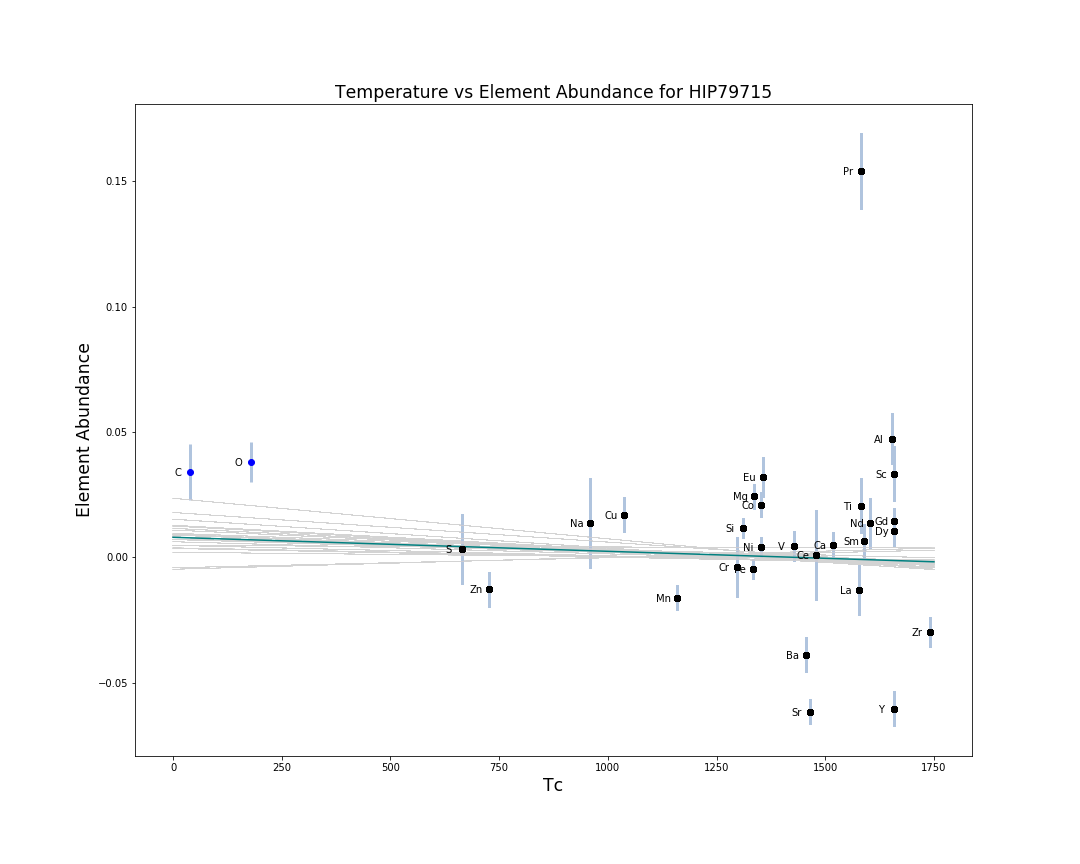 Temperature vs Element Abundance for HIP79715
Element Abundance
0.15
0.10
0.05
0.00
−0.05
Pr
Al
C
O
Sc
Eu
Mg
Co
Ti
Cu
Na
Nd
Gd
Si
Dy
Sm
S
Ni
V
Ca
Ce
Cr
Fe
Zn
La
Mn
Zr
Ba
Sr
Y
0
250
500
750
1000
1250
1500
1750
Tc